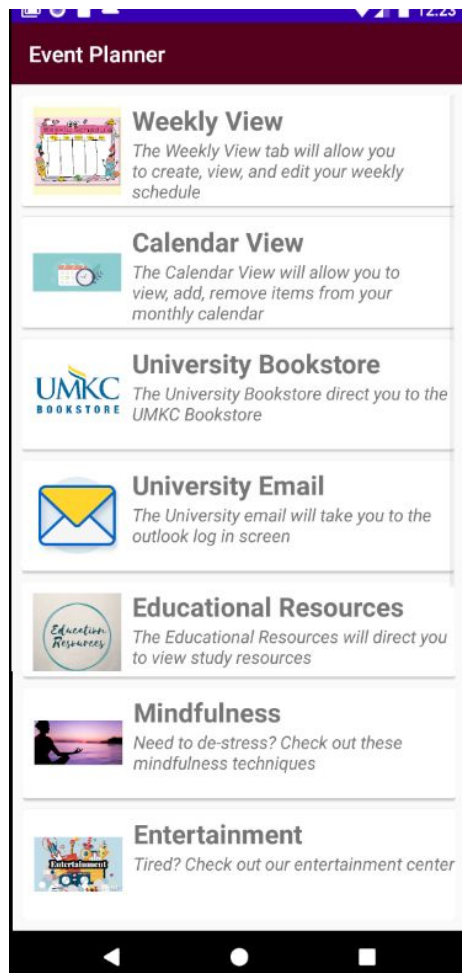 12:23
Event Planner
Weekly View
The Weekly View tab will allow you
to create, view, and edit your weekly
schedule
Calendar View
The Calendar View will allow you to
view, add, remove items from your
monthly calendar
UMKC
BOOKSTORE
University Bookstore
The University Bookstore direct you to the
UMKC Bookstore
University Email
The University email will take you to the
outlook log in screen
Education
Resources
Educational Resources
The Educational Resources will direct you
to view study resources
Mindfulness
Need to de-stress? Check out these
mindfulness techniques
Entertainment
Entertainment
Tired? Check out our entertainment center